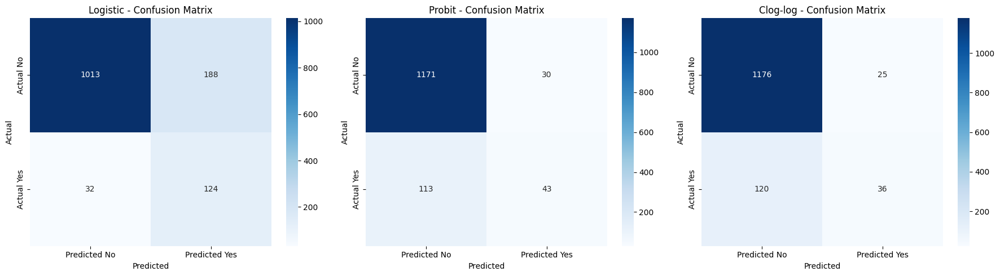 Logistic - Confusion Matrix
Actual
Actual No
Actual Yes
1013
188
32
124
Predicted No
Predicted Yes
Predicted
1000
800
600
400
200
Probit - Confusion Matrix
Actual
Actual No
Actual Yes
1171
30
113
43
Predicted No
Predicted Yes
Predicted
1000
800
600
400
200
Clog-log - Confusion Matrix
Actual
Actual No
Actual Yes
1176
25
120
36
Predicted No
Predicted Yes
Predicted
1000
800
600
400
200